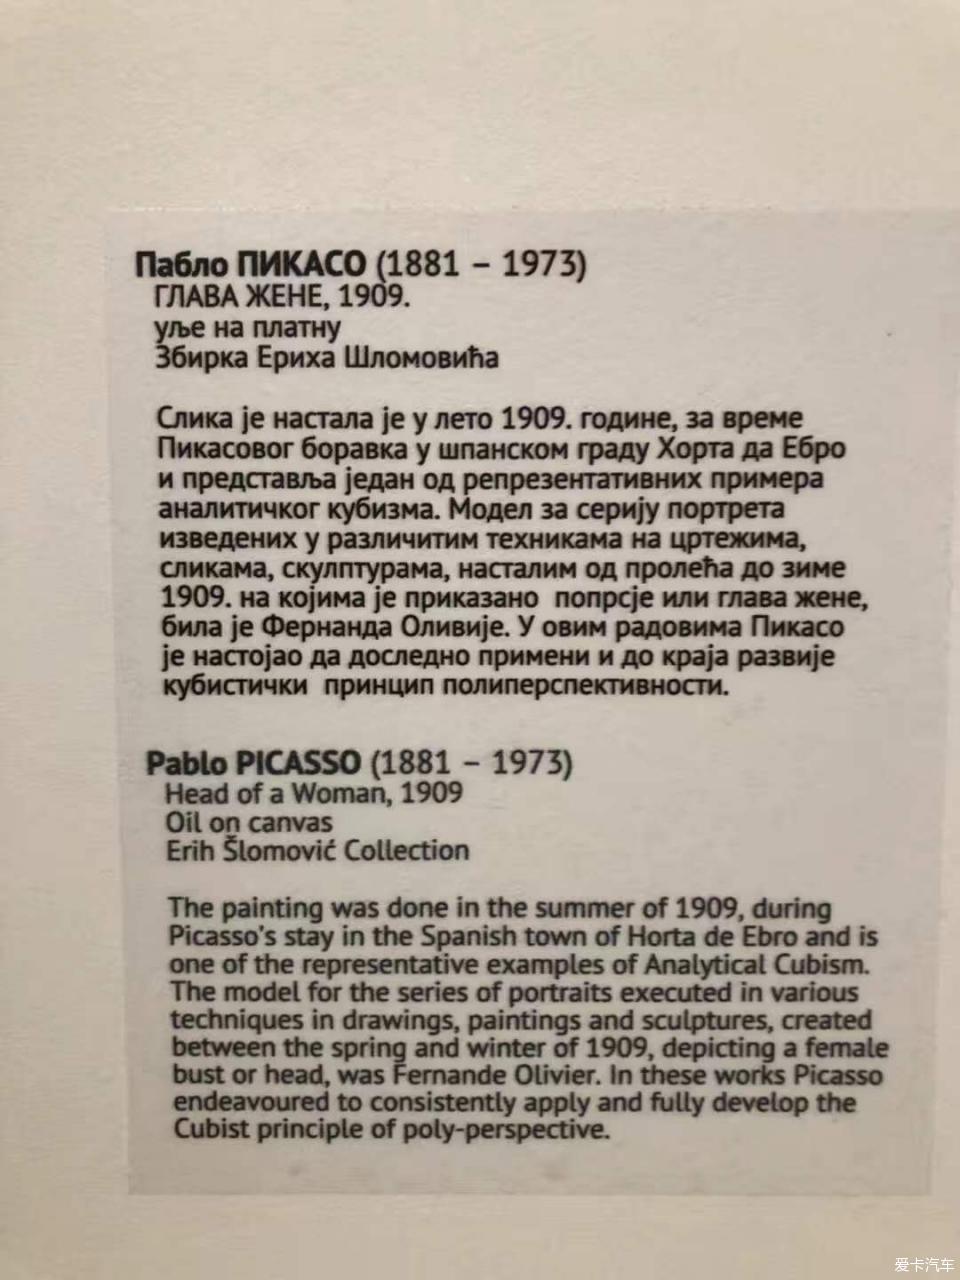 Пабло ПИКАСО (1881 – 1973)
ГЛАВА ЖЕНЕ, 1909.
уље на платну
Збирка Ериха Шломовића
Слика је настала је у лето 1909. године, за време
Пикасовог боравка у шпанском граду Хорта да Ебро
и представља један од репрезентативних примера
аналитичког кубизма. Модел за серију портрета
изведених у различитим техникама на цртежима,
сликама, скулптурама, насталим од пролећа до зиме
1909. на којима је приказано попрсје или глава жене,
била је Фернанда Оливије. У овим радовима Пикасо
је настојао да доследно примени и до краја развије
кубистички принцип полиперспективности.
Pablo PICASSO (1881 – 1973)
Head of a Woman, 1909
Oil on canvas
Erih Šlomović Collection
The painting was done in the summer of 1909, during
Picasso's stay in the Spanish town of Horta de Ebro and is
one of the representative examples of Analytical Cubism.
The model for the series of portraits executed in various
techniques in drawings, paintings and sculptures, created
between the spring and winter of 1909, depicting a female
bust or head, was Fernande Olivier. In these works Picasso
endeavoured to consistently apply and fully develop the
Cubist principle of poly-perspective.
爱卡汽车